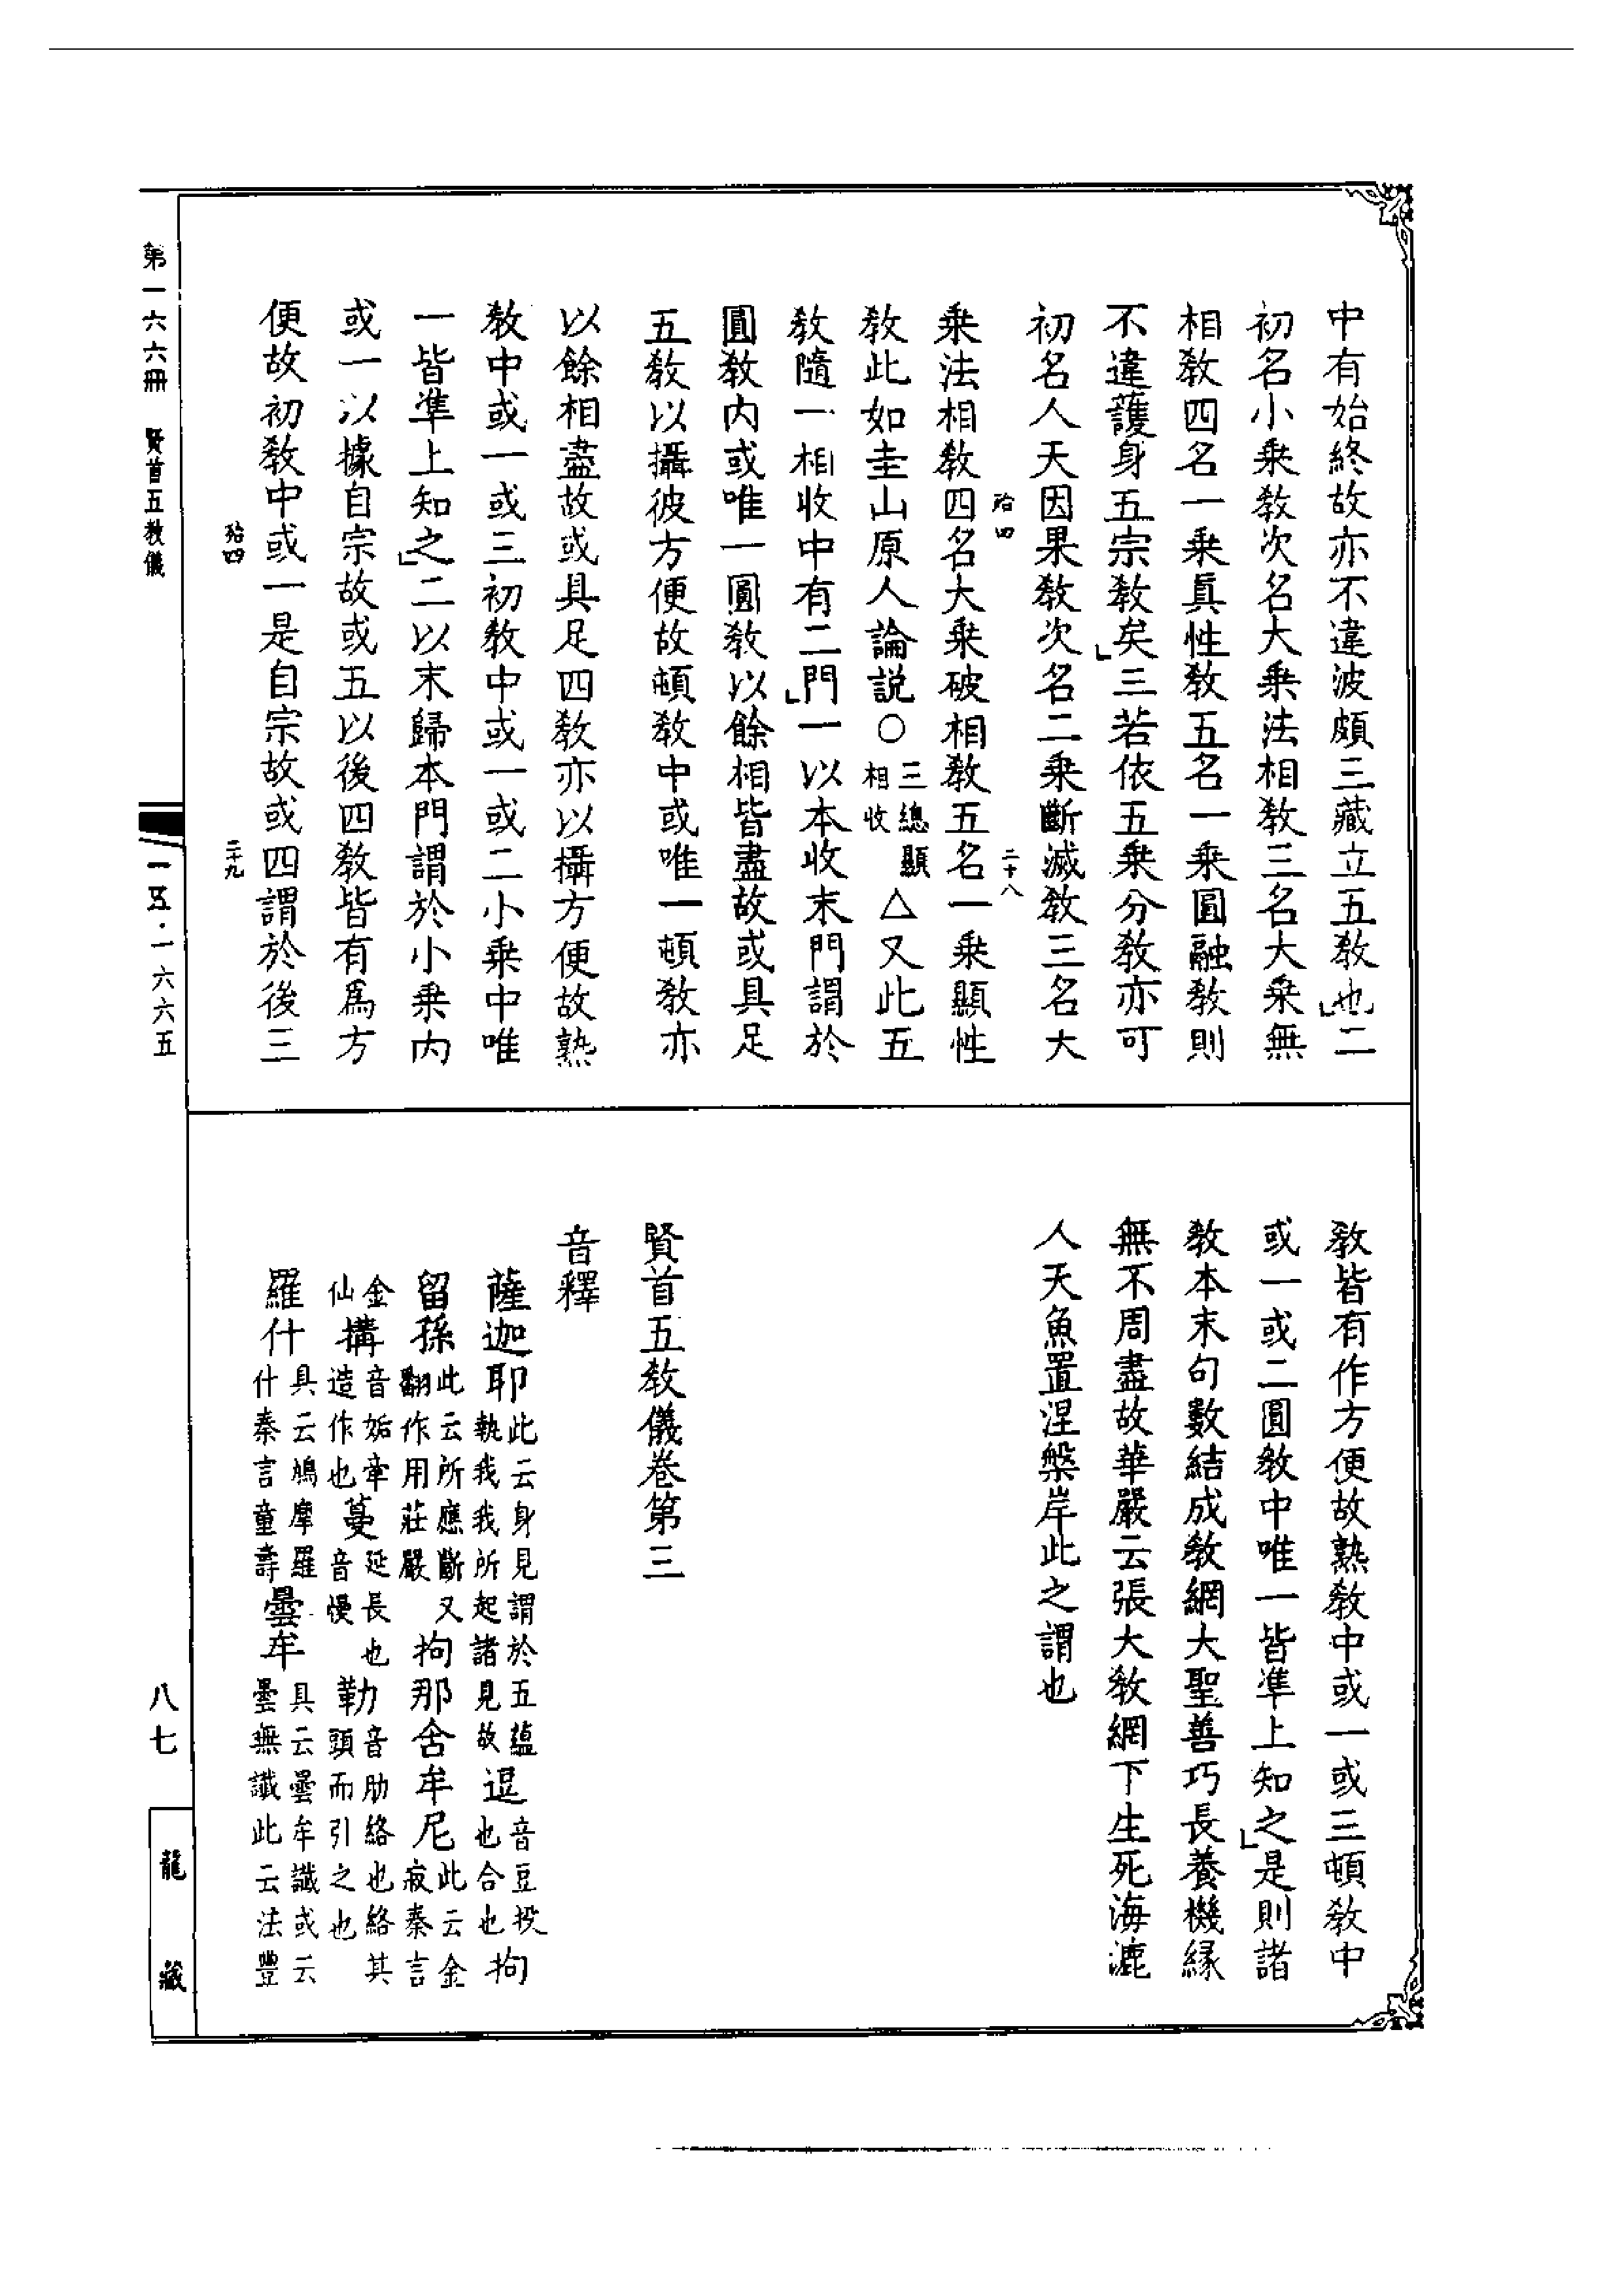 中有始終故亦不違波頗三藏立五教也二
初名小乘教次名大乘法相教三名大乘無
相教四名一乘眞性教五名一乘圓融教則
不違護身五宗教矣三若依五乘分教亦可
初名人天因果教次名二乘斷滅教三名大
乘法相教四名大乘破相教五名一乘顯性
教此如圭山原人論說○三總顯相收△又此五
教隨一相收中有二門一以本收末門謂於
圓教內或唯一圓教以餘相皆盡故或具足
五教以攝彼方便故頓教中或唯一頓教亦
以餘相盡故或具足四教亦以攝方便故熟
教中或一或三初教中或一或二小乘中唯
一皆準上知之二以末歸本門謂於小乘內
或一以據自宗故或五以後四教皆有爲方
便故初教中或一是自宗故或四謂於後三
殆四
二十八
殆四
二十九
教皆有作方便故熟教中或一或三頓教中
或一或二圓教中唯一皆準上知之是則諸
教本末句數結成教網大聖善巧長養機緣
無不周盡故華嚴云張大教網下生死海漉
人天魚置涅槃岸此之謂也
賢首五教儀卷第三
音釋
薩迦耶此云身見謂於五蘊執我我所起諸見故逗音豆投也合也拘
留孫此云所應斷又翻作用莊嚴拘那含牟尼此云金寂秦言
金仙搆音姤牵造作也蔓延長也音慢勒音肋絡也絡其頭而引之也
羅什具云鳩摩羅什秦言童壽曇牟具云曇牟讖或云曇無讖此云法豐
第一六六冊　賢首五教儀
一五·一六六五
八七
龍藏